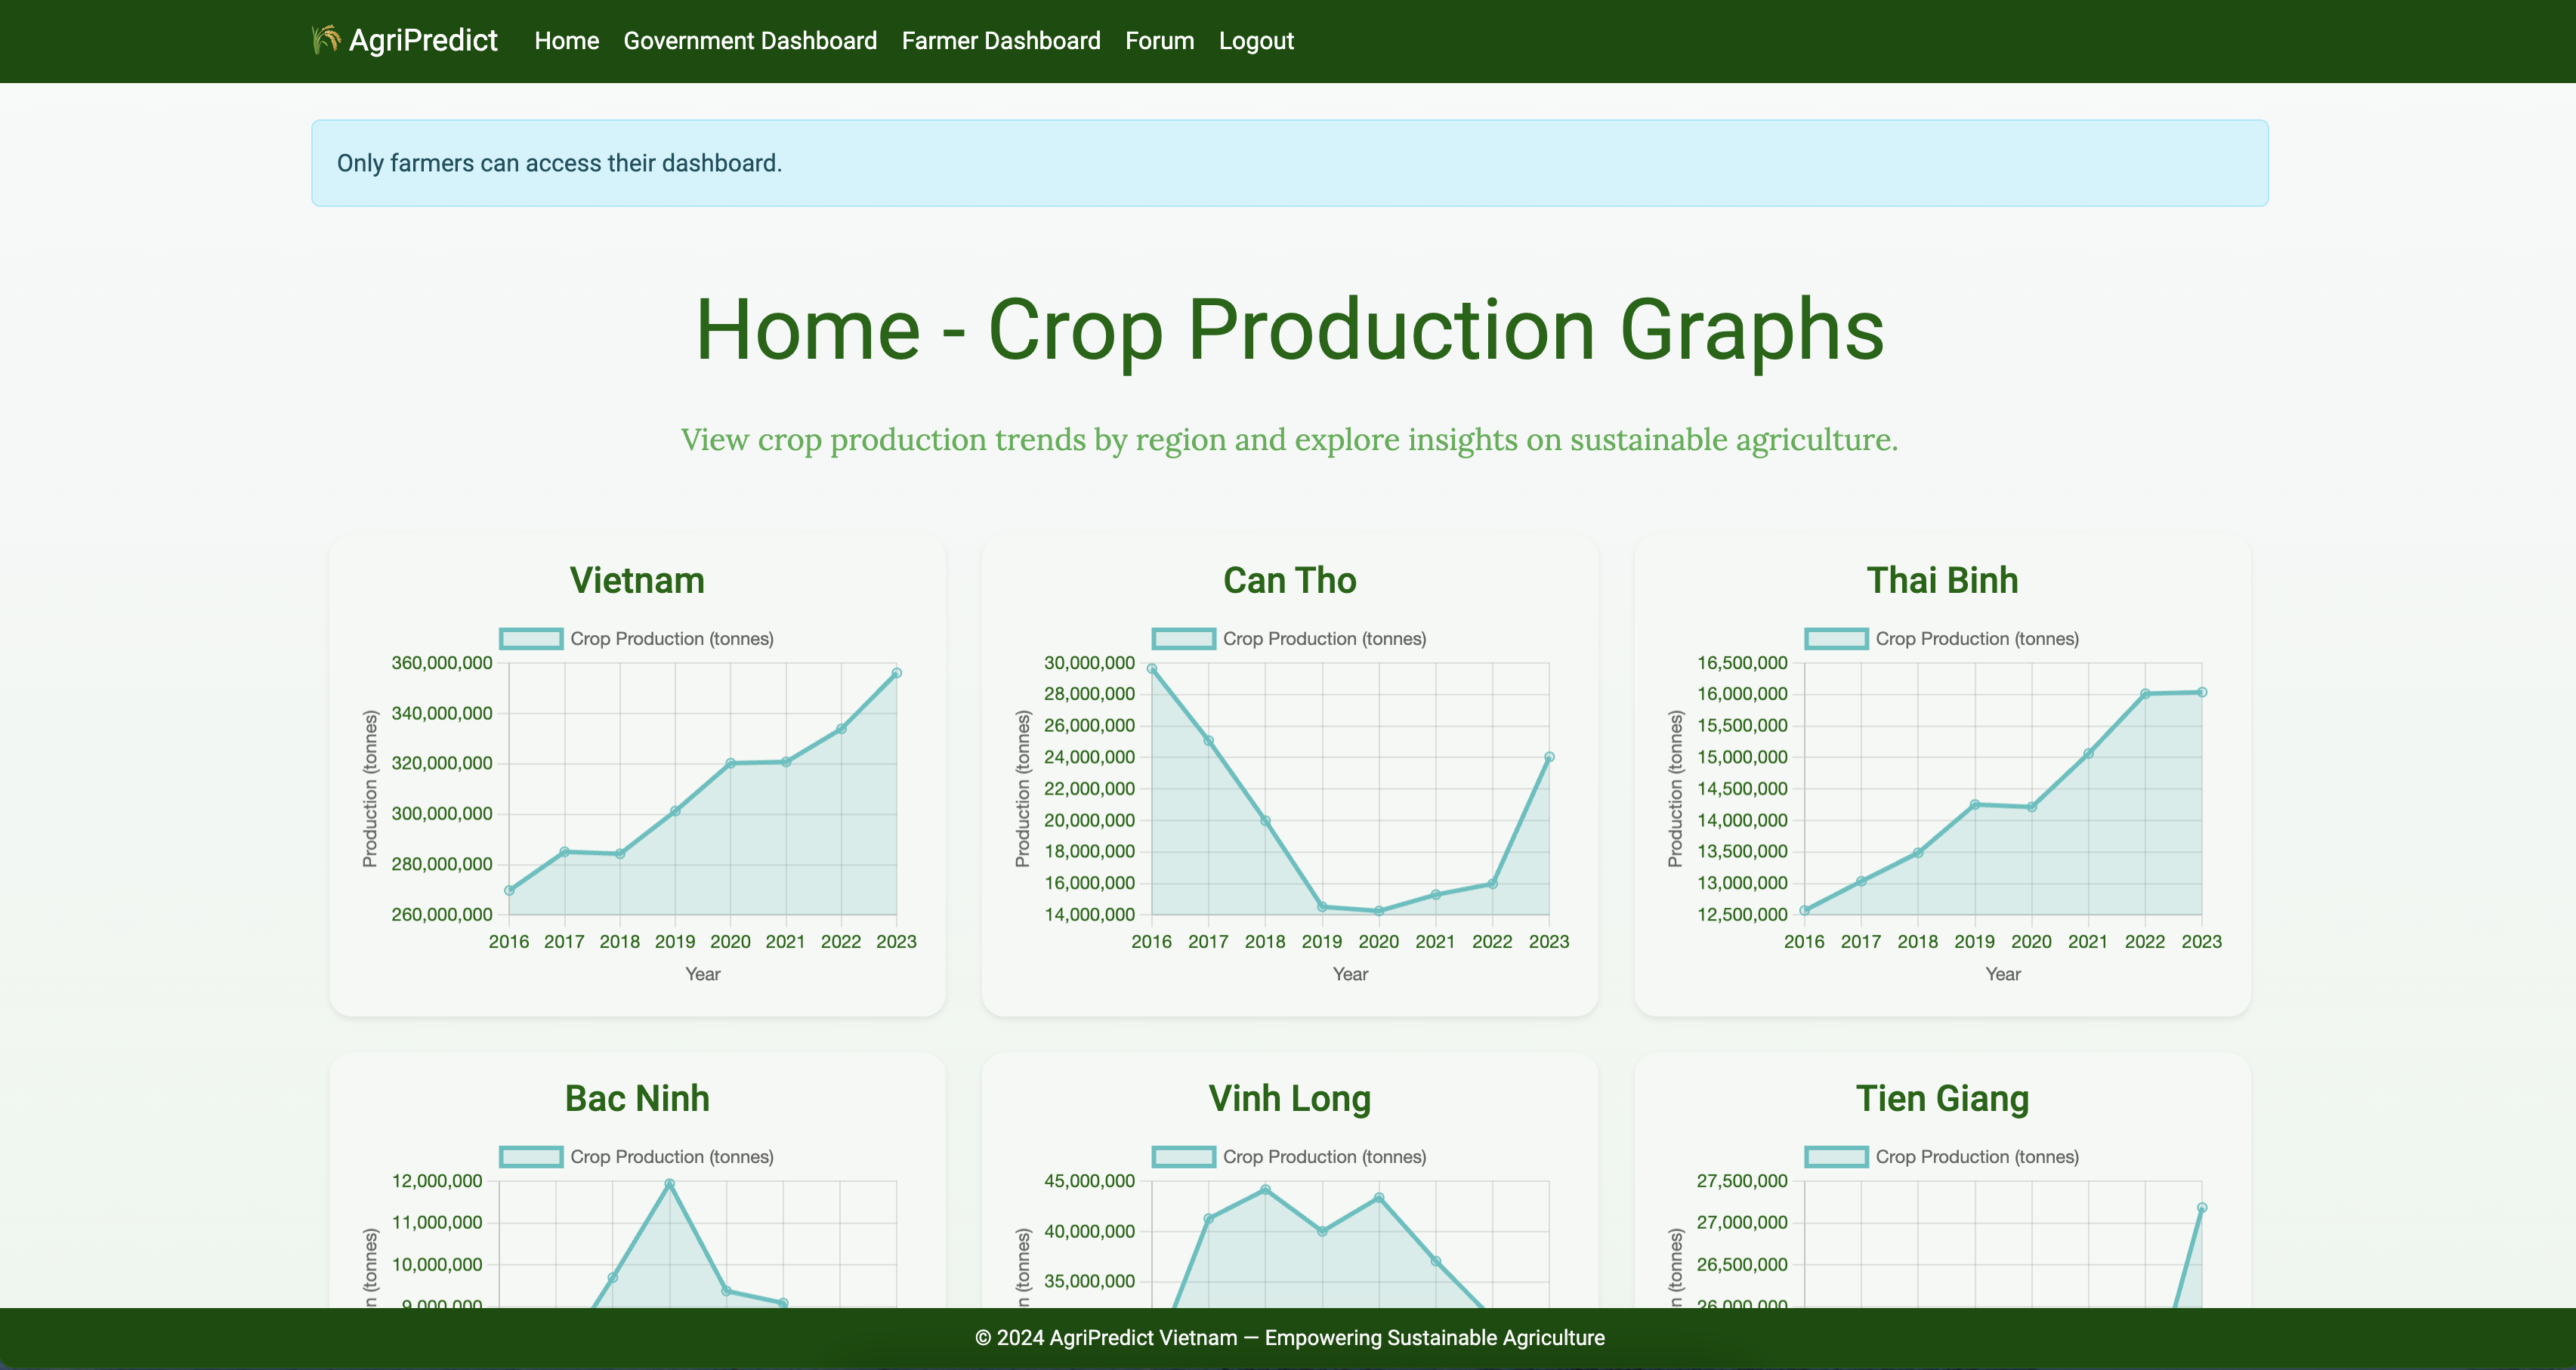 AgriPredict Home Government Dashboard Farmer Dashboard Forum Logout
Only farmers can access their dashboard.
Home - Crop Production Graphs
View crop production trends by region and explore insights on sustainable agriculture.
Vietnam
Crop Production (tonnes)
Production (tonnes)
360,000,000
340,000,000
320,000,000
300,000,000
280,000,000
260,000,000
2016 2017 2018 2019 2020 2021 2022 2023
Year
Can Tho
Crop Production (tonnes)
Production (tonnes)
30,000,000
28,000,000
26,000,000
24,000,000
22,000,000
20,000,000
18,000,000
16,000,000
14,000,000
2016 2017 2018 2019 2020 2021 2022 2023
Year
Thai Binh
Crop Production (tonnes)
Production (tonnes)
16,500,000
16,000,000
15,500,000
15,000,000
14,500,000
14,000,000
13,500,000
13,000,000
12,500,000
2016 2017 2018 2019 2020 2021 2022 2023
Year
Bac Ninh
Crop Production (tonnes)
n (tonnes)
12,000,000
11,000,000
10,000,000
9,000,000
Vinh Long
Crop Production (tonnes)
n (tonnes)
45,000,000
40,000,000
35,000,000
Tien Giang
Crop Production (tonnes)
n (tonnes)
27,500,000
27,000,000
26,500,000
26,000,000
© 2024 AgriPredict Vietnam — Empowering Sustainable Agriculture